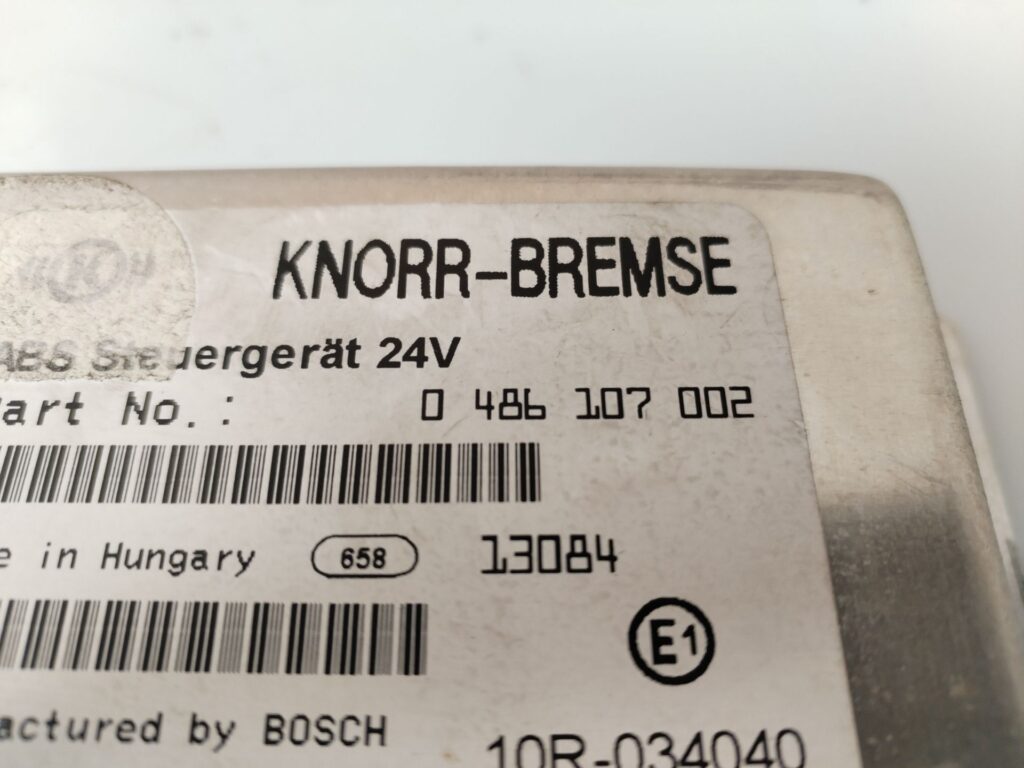 KNORR-BREMSE
ABS Steuergerät 24V
art No.: 0 486 107 002
e in Hungary 658 13084
E1
actured by BOSCH
10R-034040